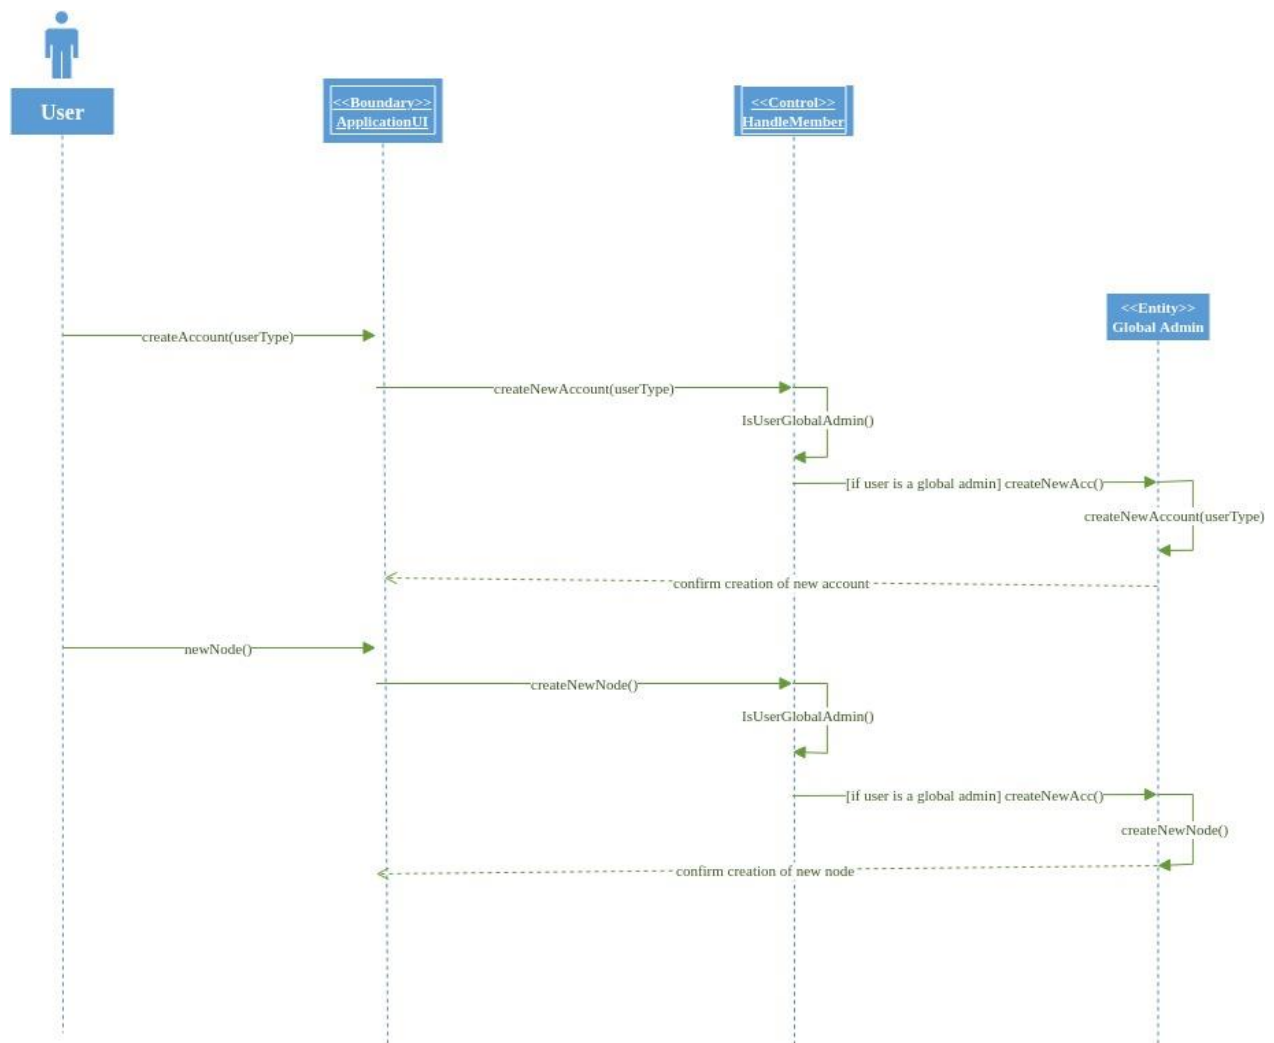 User
<<Boundary>>
ApplicationUI
<<Control>>
HandleMember
<<Entity>>
Global Admin
createAccount(userType)
createNewAccount(userType)
IsUserGlobalAdmin()
[if user is a global admin] createNewAcc()
createNewAccount(userType)
confirm creation of new account
newNode()
createNewNode()
IsUserGlobalAdmin()
[if user is a global admin] createNewAcc()
createNewNode()
confirm creation of new node